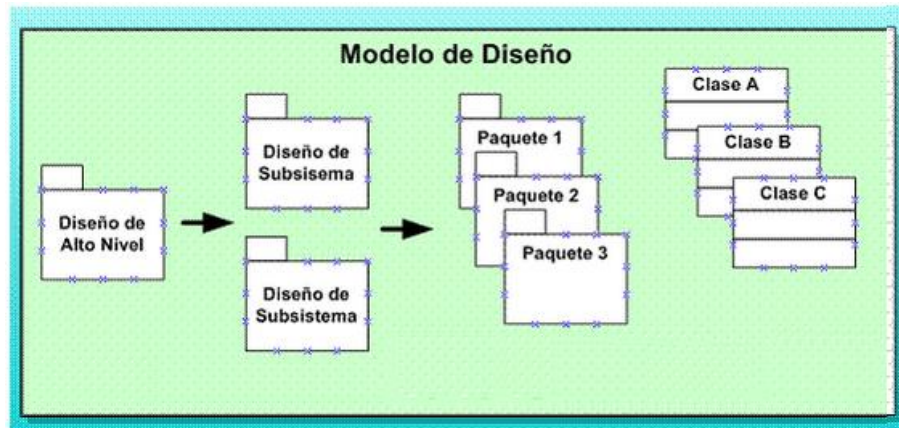 Modelo de Diseño
Diseño de
Alto Nivel
Diseño de
Subsisema
Diseño de
Subsistema
Paquete 1
Paquete 2
Paquete 3
Clase A
Clase B
Clase C